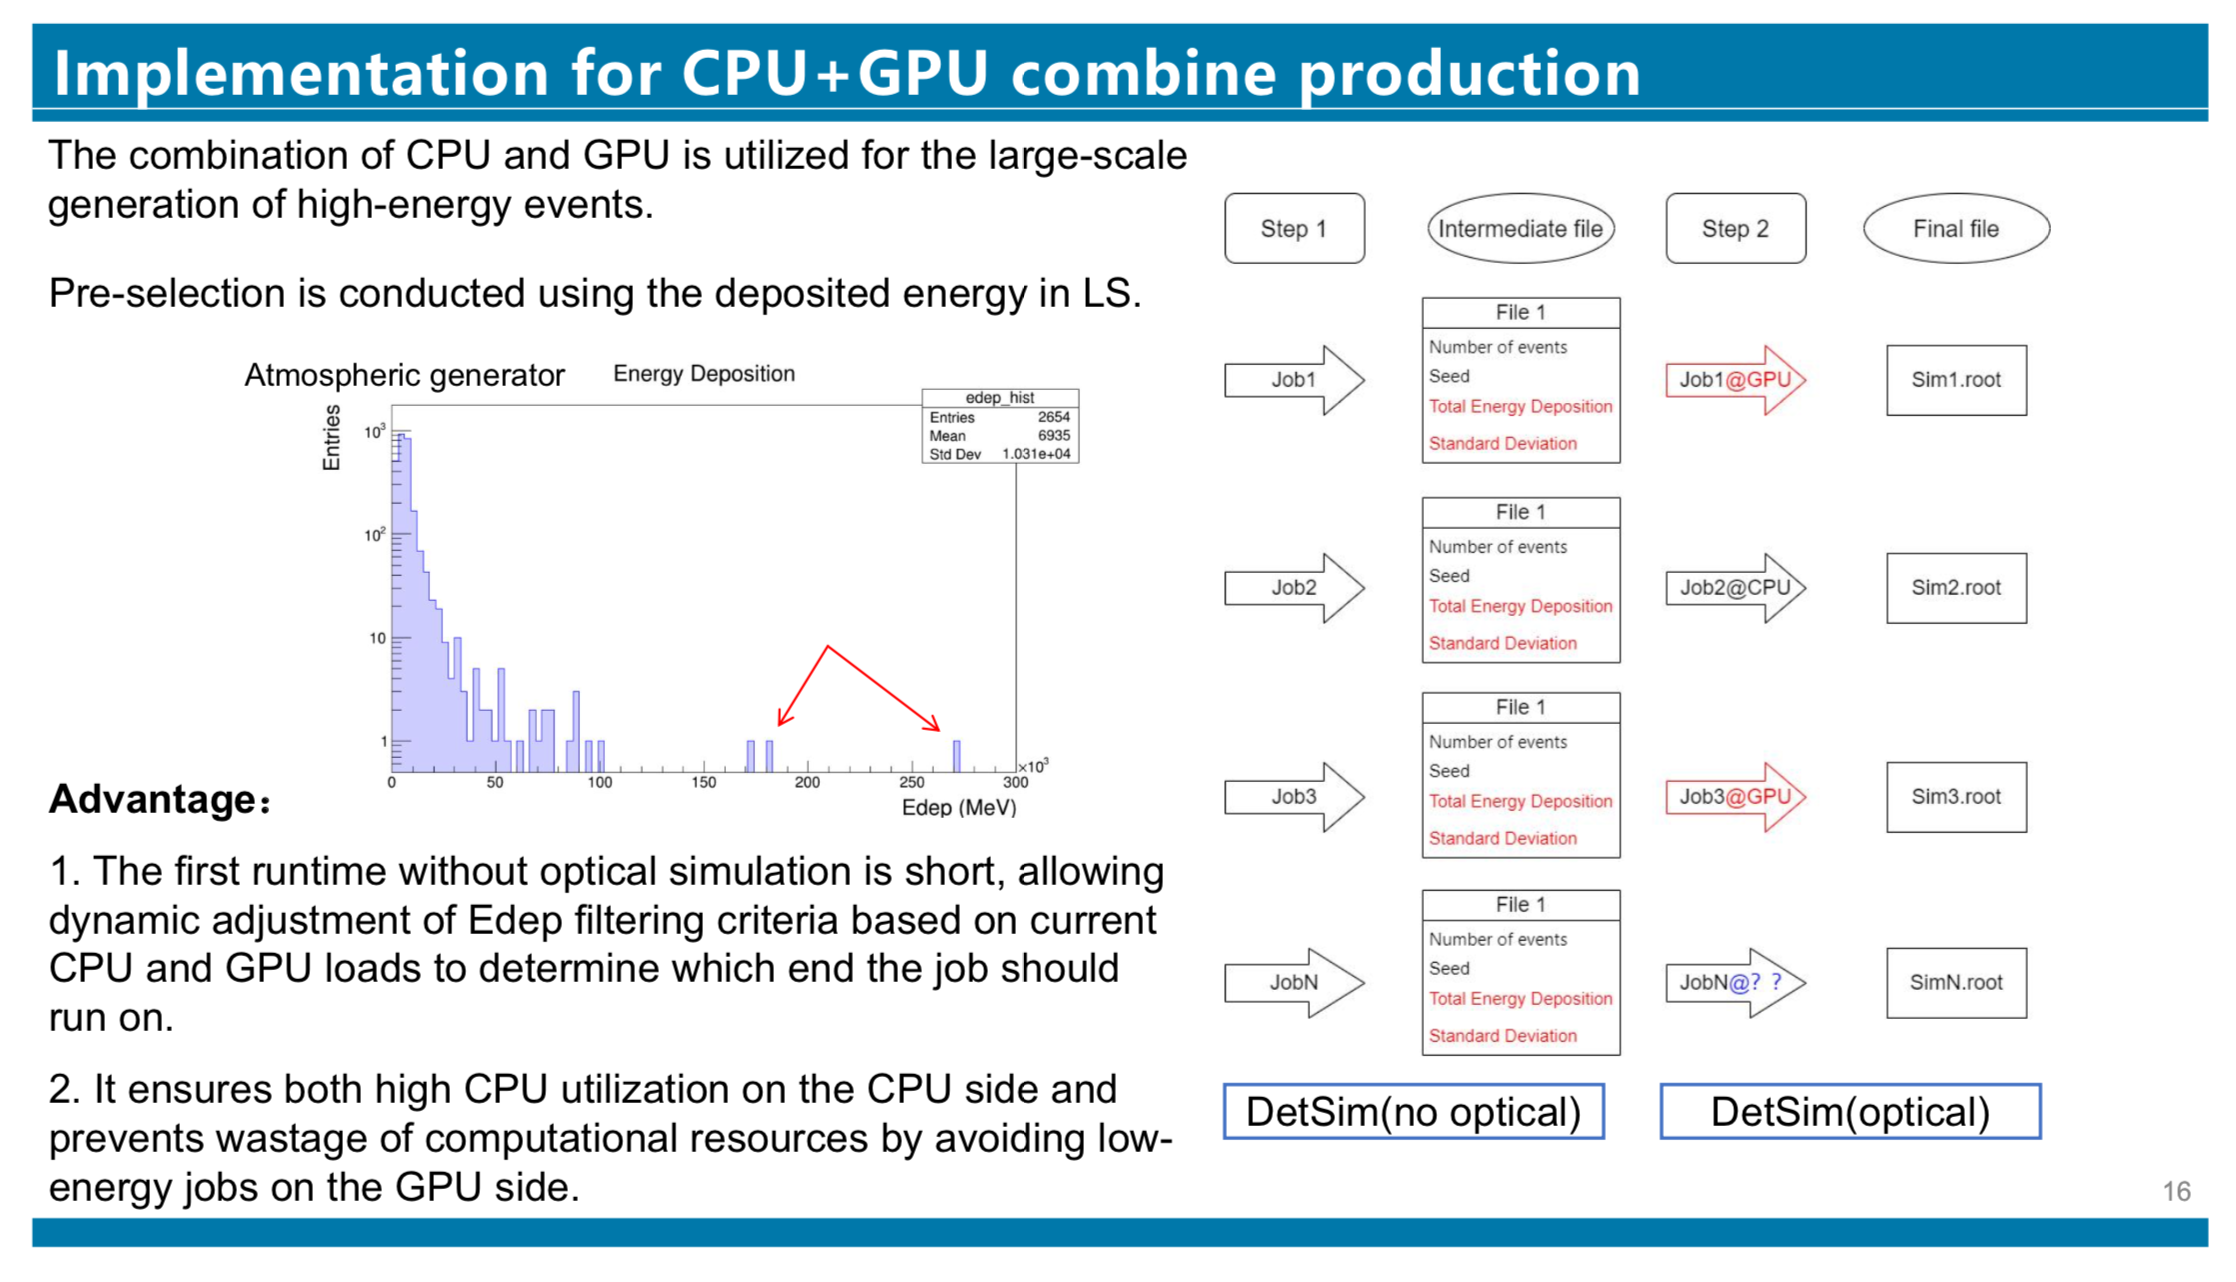 Implementation for CPU+GPU combine production
The combination of CPU and GPU is utilized for the large-scale
generation of high-energy events.
Pre-selection is conducted using the deposited energy in LS.
Atmospheric generator
Energy Deposition
Entries
edep_hist
Entries 2654
Mean 6935
Std Dev 1.031e+04
10³
10²
10
1
0 50 100 150 200 250 300
×10³
Edep (MeV)
Advantage：
1. The first runtime without optical simulation is short, allowing
dynamic adjustment of Edep filtering criteria based on current
CPU and GPU loads to determine which end the job should
run on.
2. It ensures both high CPU utilization on the CPU side and
prevents wastage of computational resources by avoiding low-
energy jobs on the GPU side.
Step 1
Intermediate file
Step 2
Final file
Job1
File 1
Number of events
Seed
Total Energy Deposition
Standard Deviation
Job1@GPU
Sim1.root
Job2
File 1
Number of events
Seed
Total Energy Deposition
Standard Deviation
Job2@CPU
Sim2.root
Job3
File 1
Number of events
Seed
Total Energy Deposition
Standard Deviation
Job3@GPU
Sim3.root
JobN
File 1
Number of events
Seed
Total Energy Deposition
Standard Deviation
JobN@? ?
SimN.root
DetSim(no optical)
DetSim(optical)
16